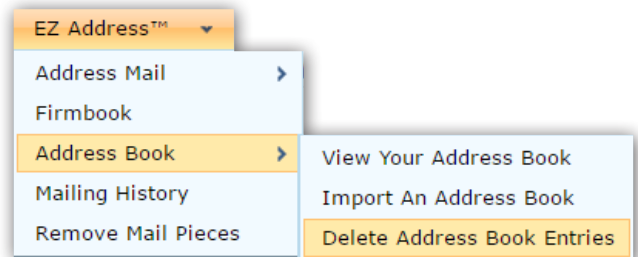 EZ Address™
Address Mail
Firmbook
Address Book
Mailing History
Remove Mail Pieces
View Your Address Book
Import An Address Book
Delete Address Book Entries